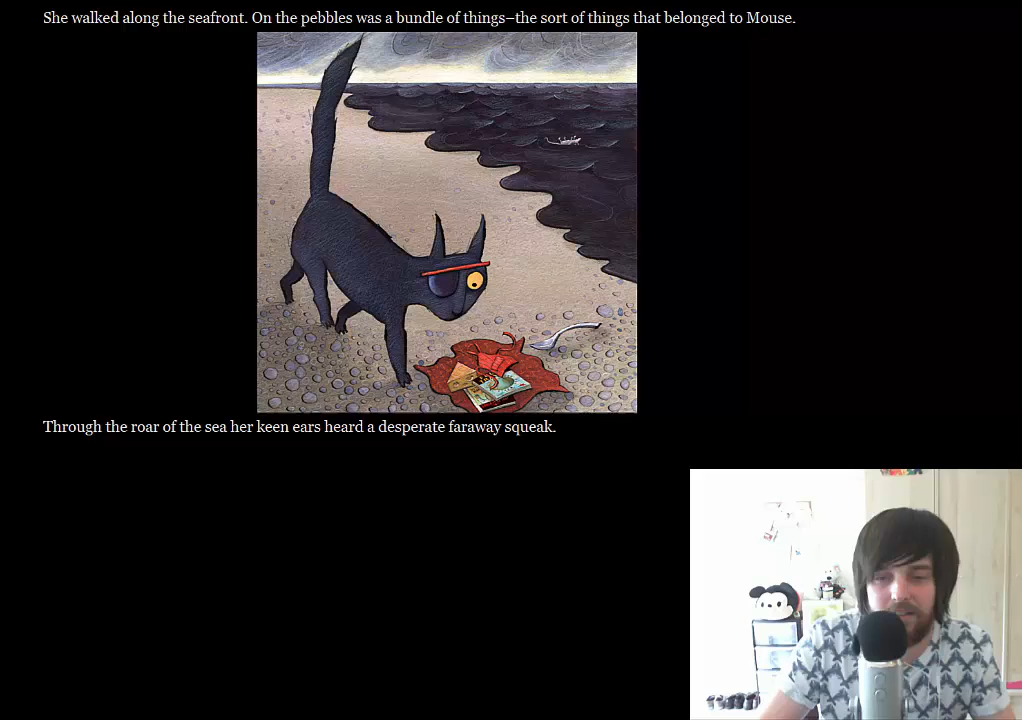 She walked along the seafront. On the pebbles was a bundle of things–the sort of things that belonged to Mouse.
Through the roar of the sea her keen ears heard a desperate faraway squeak.